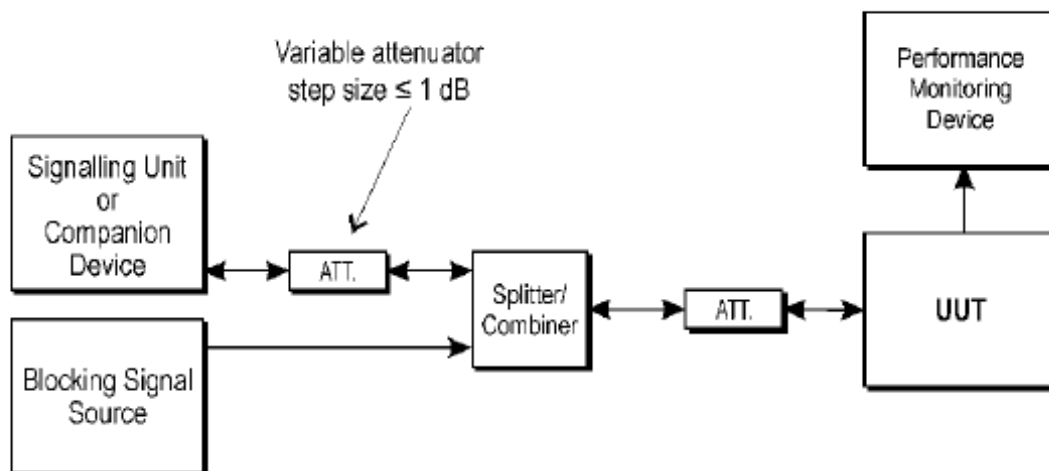 Variable attenuator
step size ≤ 1 dB
Performance
Monitoring
Device
Signalling Unit
or
Companion
Device
ATT.
Splitter/
Combiner
ATT.
UUT
Blocking Signal
Source